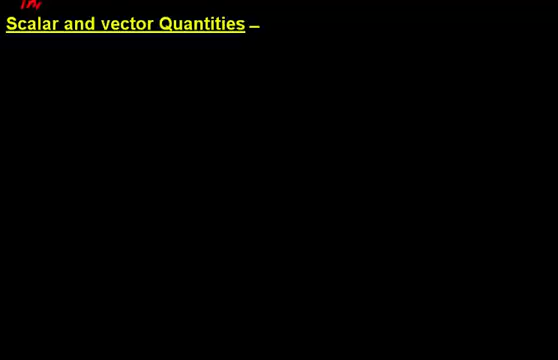 Scalar and vector Quantities –